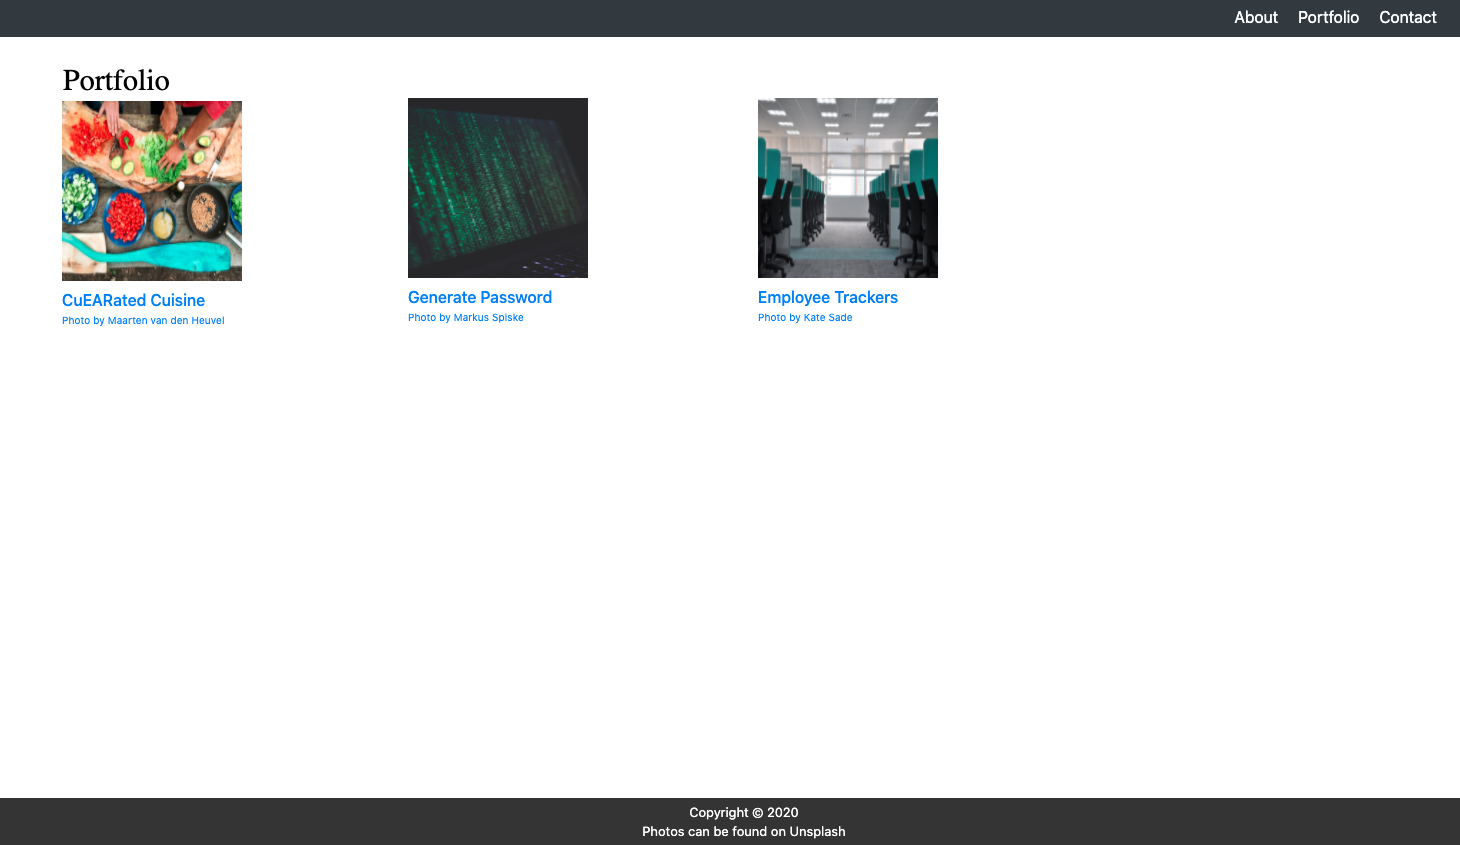 About Portfolio Contact
Portfolio
CuEARated Cuisine
Photo by Maarten van den Heuvel
Generate Password
Photo by Markus Spiske
Employee Trackers
Photo by Kate Sade
Copyright © 2020
Photos can be found on Unsplash